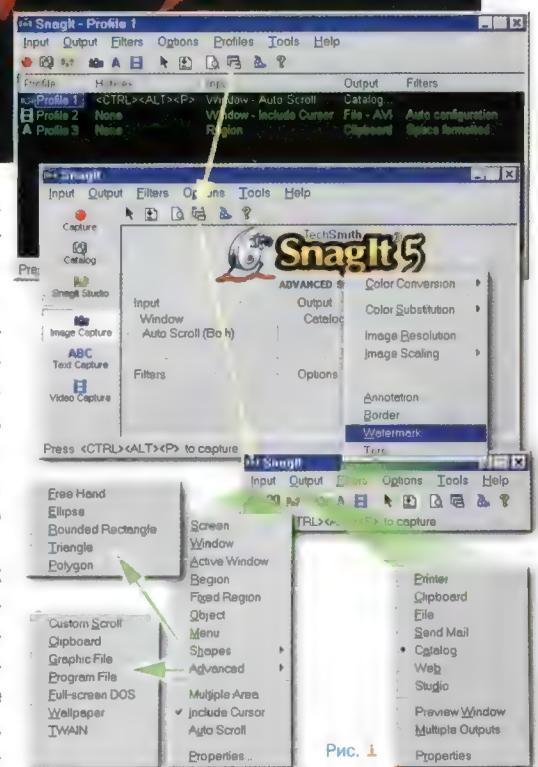 SnagIt - Profile 1
Input Output Filters Options Profiles Tools Help
Profile Hotkey Input Output Filters
Profile 1 <CTRL><ALT><P> Window - Auto Scroll Catalog
Profile 2 None Window - Include Cursor File - AVI Auto configuration
Profile 3 None Region Clipboard Space formatted
SnagIt
Input Output Filters Options Tools Help
Capture
Catalog
SnagIt Studio
Image Capture
ABC
Text Capture
Video Capture
TechSmith
SnagIt 5
ADVANCED
Input
Window
Auto Scroll
Output
Catalog
Filters
Options
Color Conversion
Color Substitution
Image Resolution
Image Scaling
Annotation
Border
Watermark
Press <CTRL><ALT><P> to capture
SnagIt
Input Output Filters Options Tools Help
to capture
Free Hand
Ellipse
Rounded Rectangle
Triangle
Polygon
Custom Scroll
Clipboard
Graphic File
Program File
Full-screen DOS
Wallpaper
TWAIN
Screen
Window
Active Window
Region
Fixed Region
Object
Menu
Shapes
Advanced
Multiple Area
Include Cursor
Auto Scroll
Properties...
Printer
Clipboard
File
Send Mail
Catalog
Web
Studio
Preview Window
Multiple Outputs
Properties
Рис. 1